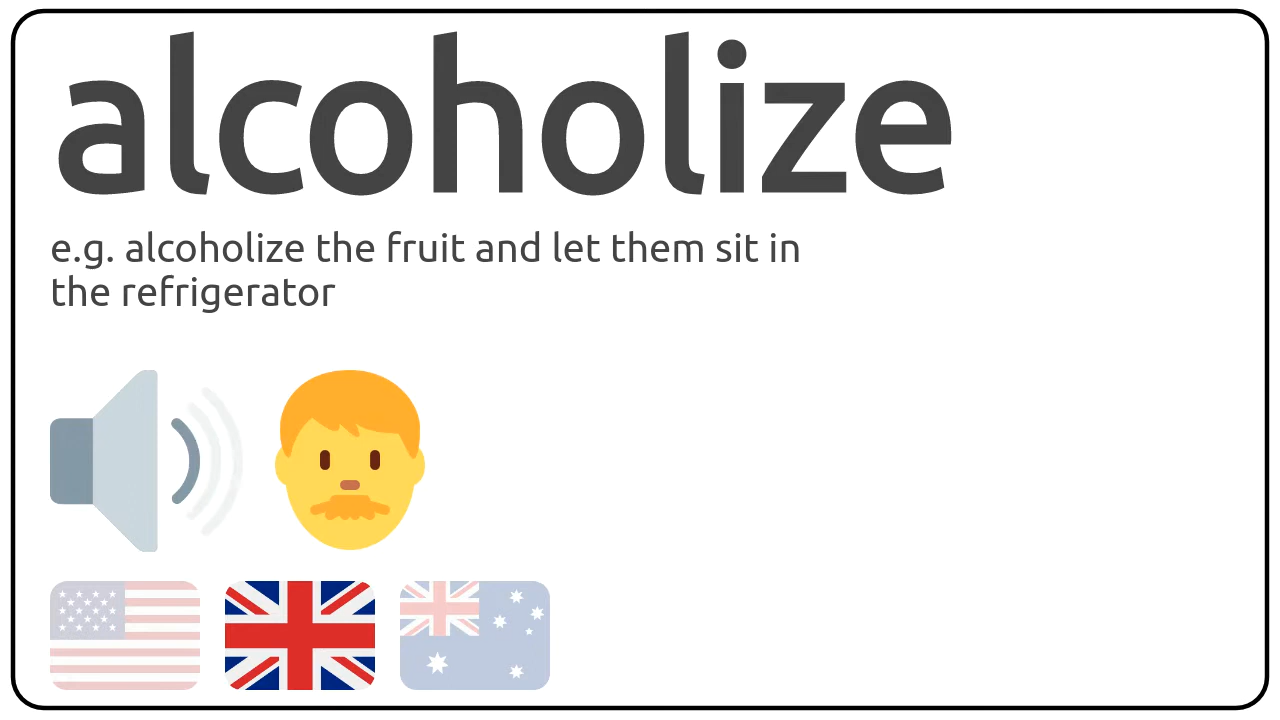 alcoholize
e.g. alcoholize the fruit and let them sit in
the refrigerator